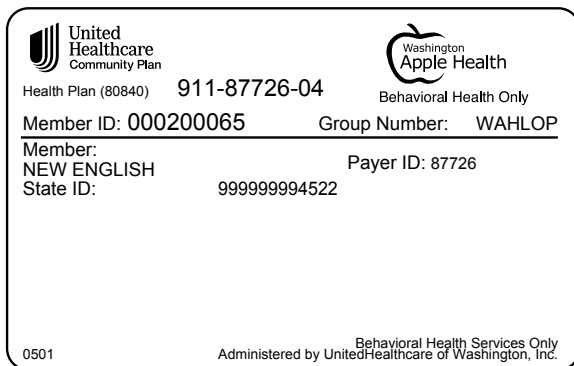 United
Healthcare
Community Plan
Washington
Apple Health
Health Plan (80840) 911-87726-04
Behavioral Health Only
Member ID: 000200065 Group Number: WAHLOP
Member:
NEW ENGLISH
Payer ID: 87726
State ID: 999999994522
Behavioral Health Services Only
0501 Administered by UnitedHealthcare of Washington, Inc.